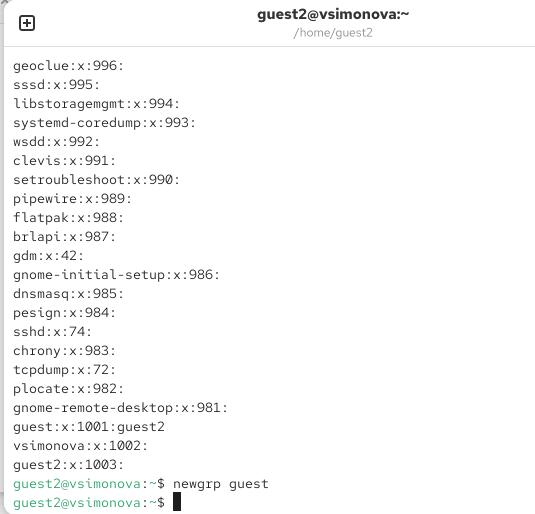 guest2@vsimonova:~
/home/guest2
geoclue:x:996:
sssd:x:995:
libstoragemgmt:x:994:
systemd-coredump:x:993:
wsdd:x:992:
clevis:x:991:
setroubleshoot:x:990:
pipewire:x:989:
flatpak:x:988:
brlapi:x:987:
gdm:x:42:
gnome-initial-setup:x:986:
dnsmasq:x:985:
pesign:x:984:
sshd:x:74:
chrony:x:983:
tcpdump:x:72:
plocate:x:982:
gnome-remote-desktop:x:981:
guest:x:1001:guest2
vsimonova:x:1002:
guest2:x:1003:
guest2@vsimonova:~$ newgrp guest
guest2@vsimonova:~$